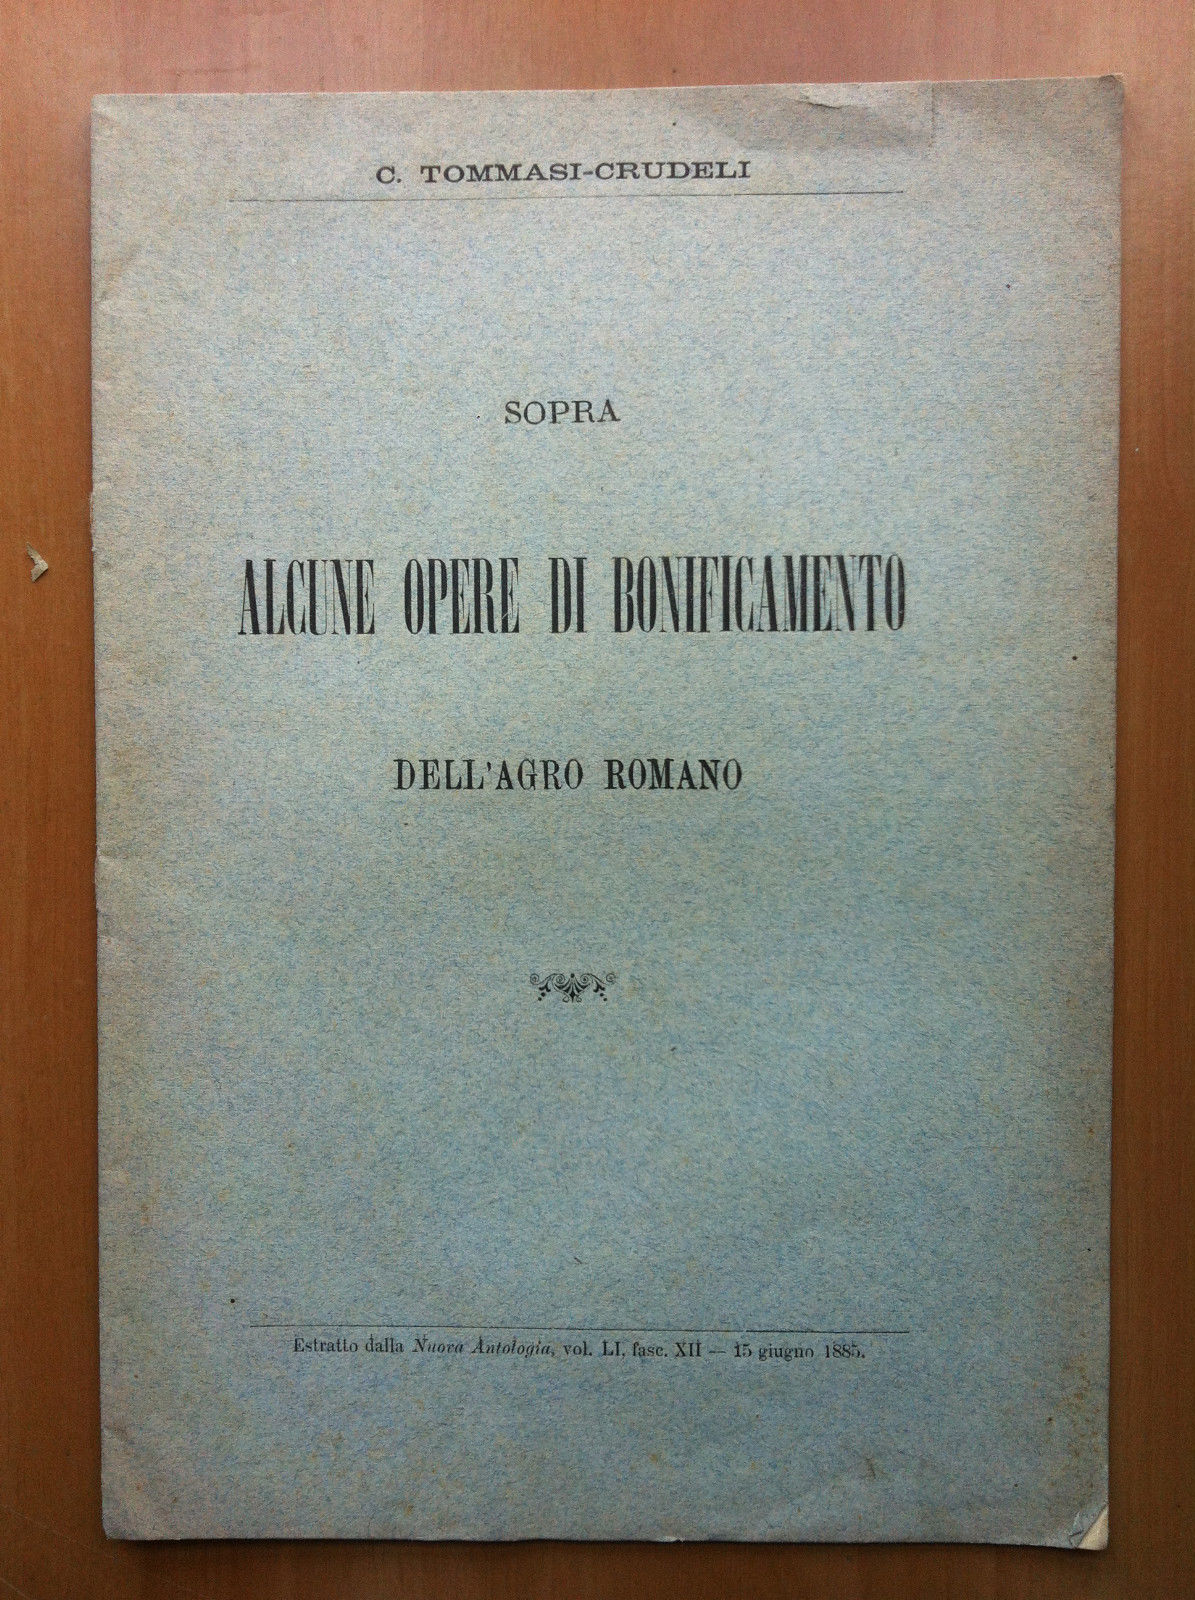 C. TOMMASI-CRUDELI
SOPRA
ALCUNE OPERE DI BONIFICAMENTO
DELL'AGRO ROMANO
Estratto dalla Nuova Antologia, vol. LI, fasc. XII — 15 giugno 1885.